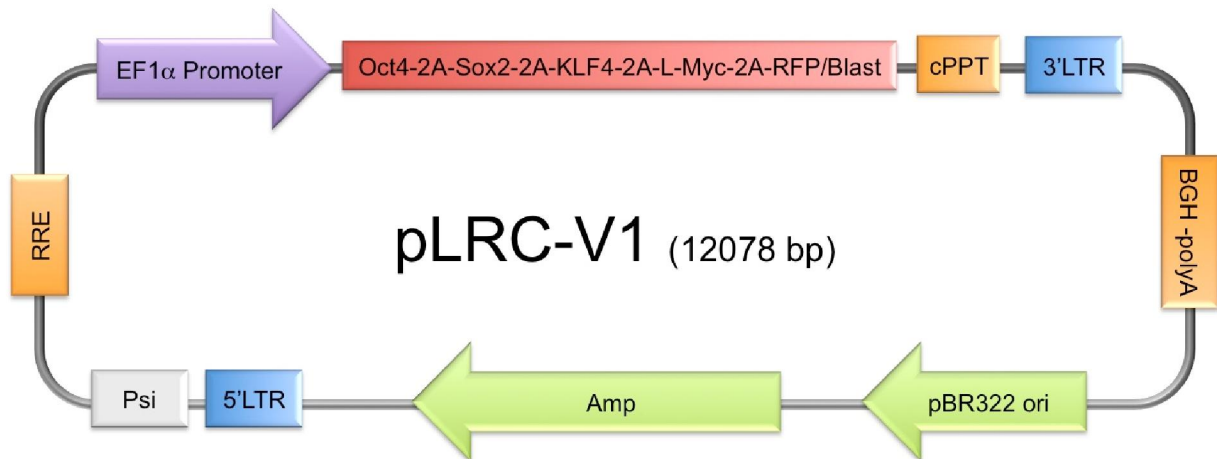 EF1α Promoter
Oct4-2A-Sox2-2A-KLF4-2A-L-Myc-2A-RFP/Blast
cPPT
3'LTR
RRE
pLRC-V1 (12078 bp)
BGH -polyA
Psi
5'LTR
Amp
pBR322 ori